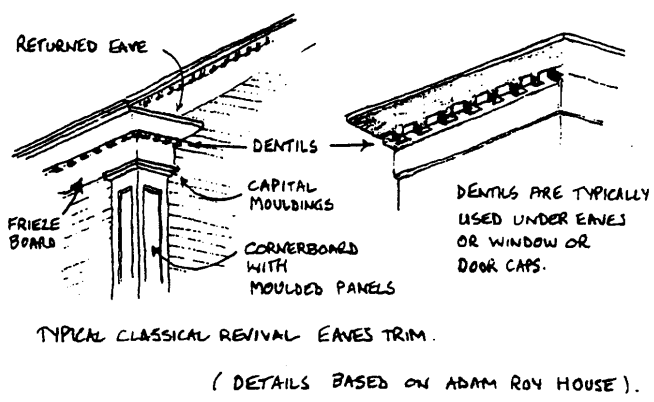 RETURNED EAVE
DENTILS
CAPITAL
MOULDINGS
FRIEZE
BOARD
CORNERBOARD
WITH
MOULDED PANELS
DENTILS ARE TYPICALLY
USED UNDER EAVES
OR WINDOW OR
DOOR CAPS.
TYPICAL CLASSICAL REVIVAL EAVES TRIM.
(DETAILS BASED ON ADAM ROY HOUSE).